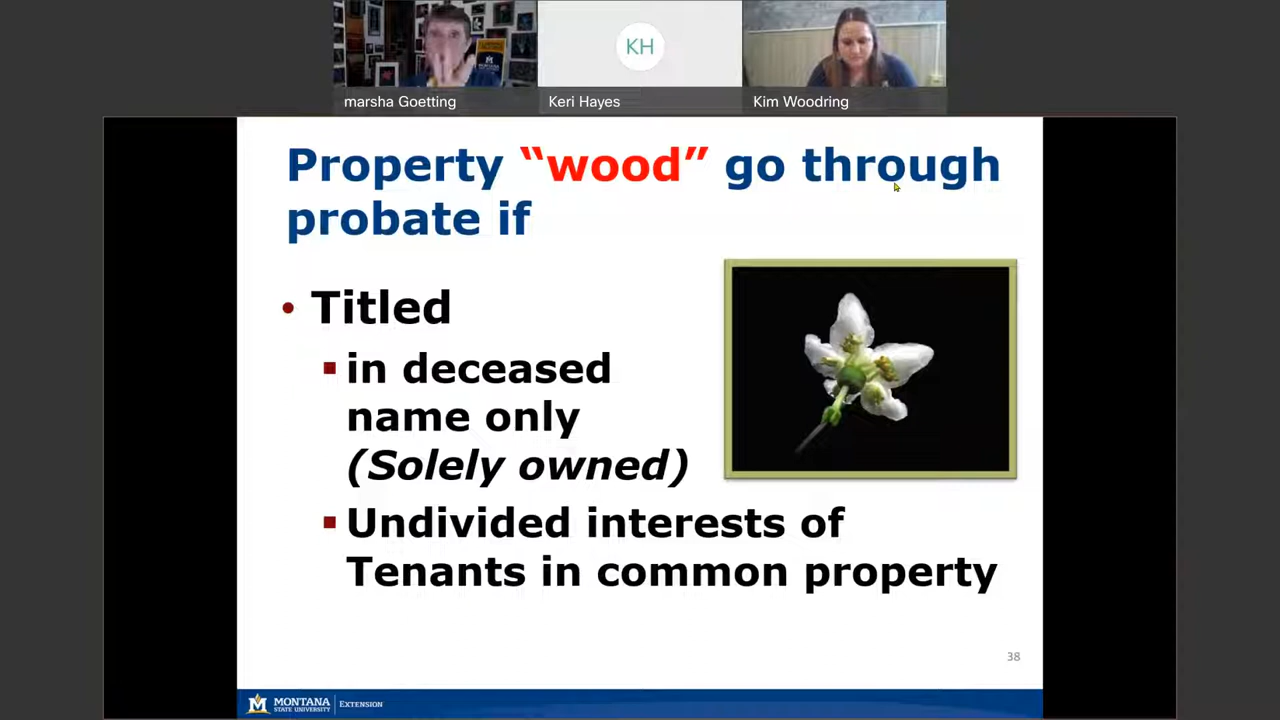 KH
marsha Goetting
Keri Hayes
Kim Woodring
Property “wood” go through
probate if
• Titled
▪ in deceased
name only
(Solely owned)
▪ Undivided interests of
Tenants in common property
38
M MONTANA
STATE UNIVERSITY
EXTENSION